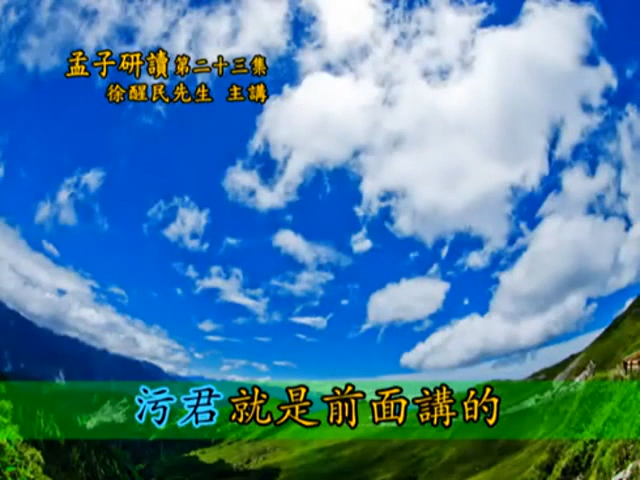 孟子研讀第二十三集
徐醒民先生 主講
污君就是前面講的